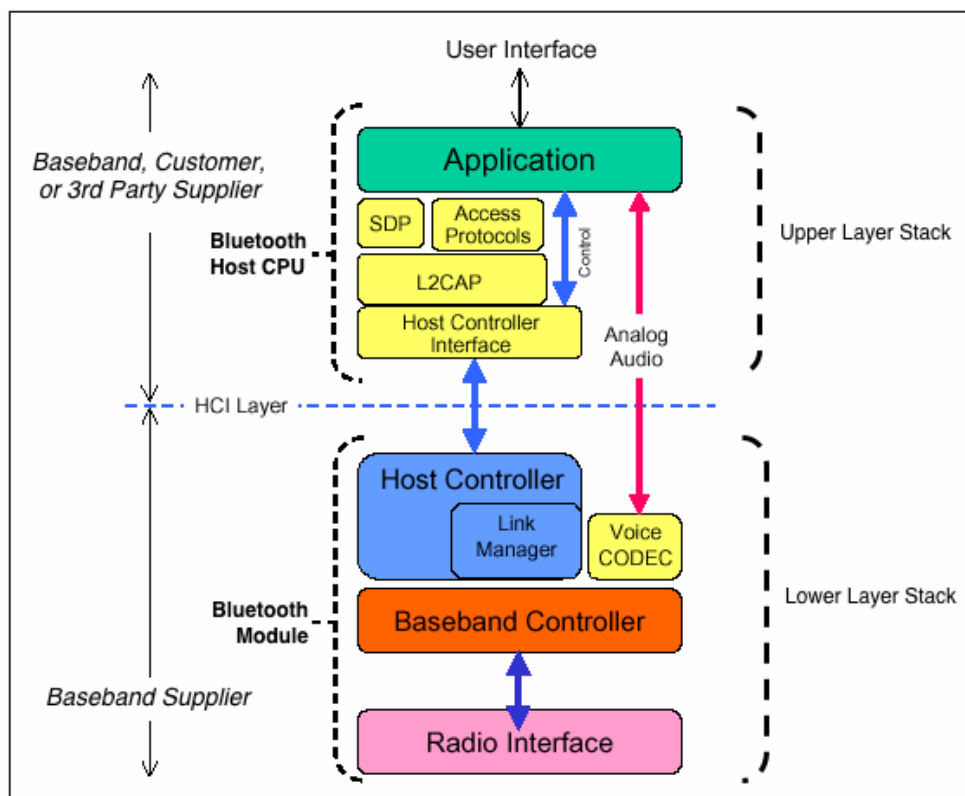 User Interface
Baseband, Customer,
or 3rd Party Supplier
Application
SDP
Access
Protocols
Control
Bluetooth
Host CPU
L2CAP
Host Controller
Interface
Analog
Audio
Upper Layer Stack
HCI Layer
Host Controller
Link
Manager
Voice
CODEC
Bluetooth
Module
Baseband Controller
Lower Layer Stack
Baseband Supplier
Radio Interface